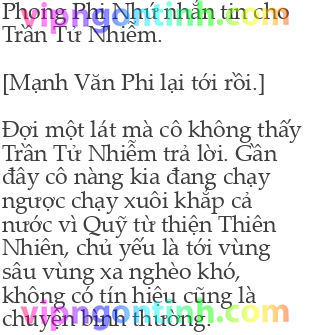 Phong Phi Như nhắn tin cho
Trần Tử Nhiễm.
[Mạnh Văn Phi lại tới rồi.]
Đợi một lát mà cô không thấy
Trần Tử Nhiễm trả lời. Gần
đây cô nàng kia đang chạy
ngược chạy xuôi khắp cả
nước vì Quỹ từ thiện Thiên
Nhiên, chủ yếu là tới vùng
sâu vùng xa nghèo khó,
không có tín hiệu cũng là
chuyện bình thường.
vipngontinh.com
vipngontinh.com